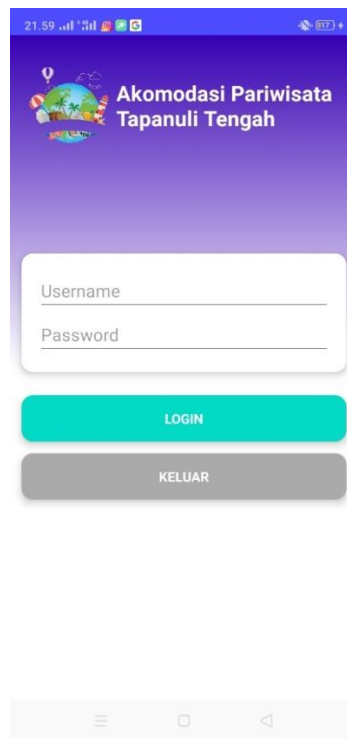 21.59
Akomodasi Pariwisata
Tapanuli Tengah
Username
Password
LOGIN
KELUAR